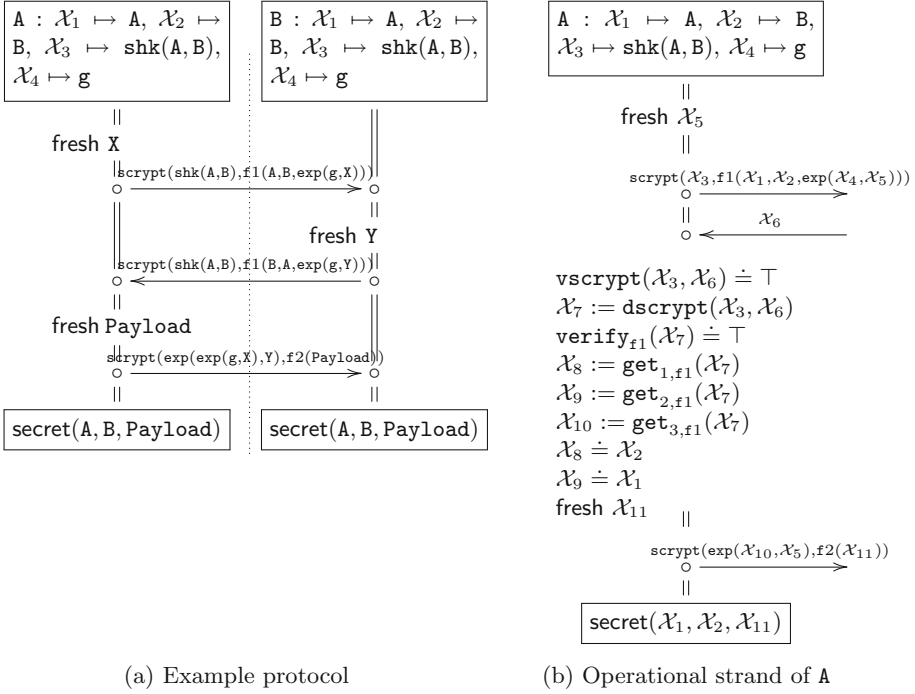 A : 𝒳₁ ↦ A, 𝒳₂ ↦
B, 𝒳₃ ↦ shk(A, B),
𝒳₄ ↦ g
B : 𝒳₁ ↦ A, 𝒳₂ ↦
B, 𝒳₃ ↦ shk(A, B),
𝒳₄ ↦ g
fresh X
scrypt(shk(A,B),f1(A,B,exp(g,X)))
fresh Y
scrypt(shk(A,B),f1(B,A,exp(g,Y)))
fresh Payload
scrypt(exp(exp(g,X),Y),f2(Payload))
secret(A, B, Payload)
secret(A, B, Payload)
(a) Example protocol
A : 𝒳₁ ↦ A, 𝒳₂ ↦ B,
𝒳₃ ↦ shk(A, B), 𝒳₄ ↦ g
fresh 𝒳₅
scrypt(𝒳₃,f1(𝒳₁,𝒳₂,exp(𝒳₄,𝒳₅)))
𝒳₆
vscrypt(𝒳₃, 𝒳₆) ≐ ⊤
𝒳₇ := dscrypt(𝒳₃, 𝒳₆)
verify_f1(𝒳₇) ≐ ⊤
𝒳₈ := get_1,f1(𝒳₇)
𝒳₉ := get_2,f1(𝒳₇)
𝒳₁₀ := get_3,f1(𝒳₇)
𝒳₈ ≐ 𝒳₂
𝒳₉ ≐ 𝒳₁
fresh 𝒳₁₁
scrypt(exp(𝒳₁₀,𝒳₅),f2(𝒳₁₁))
secret(𝒳₁, 𝒳₂, 𝒳₁₁)
(b) Operational strand of A